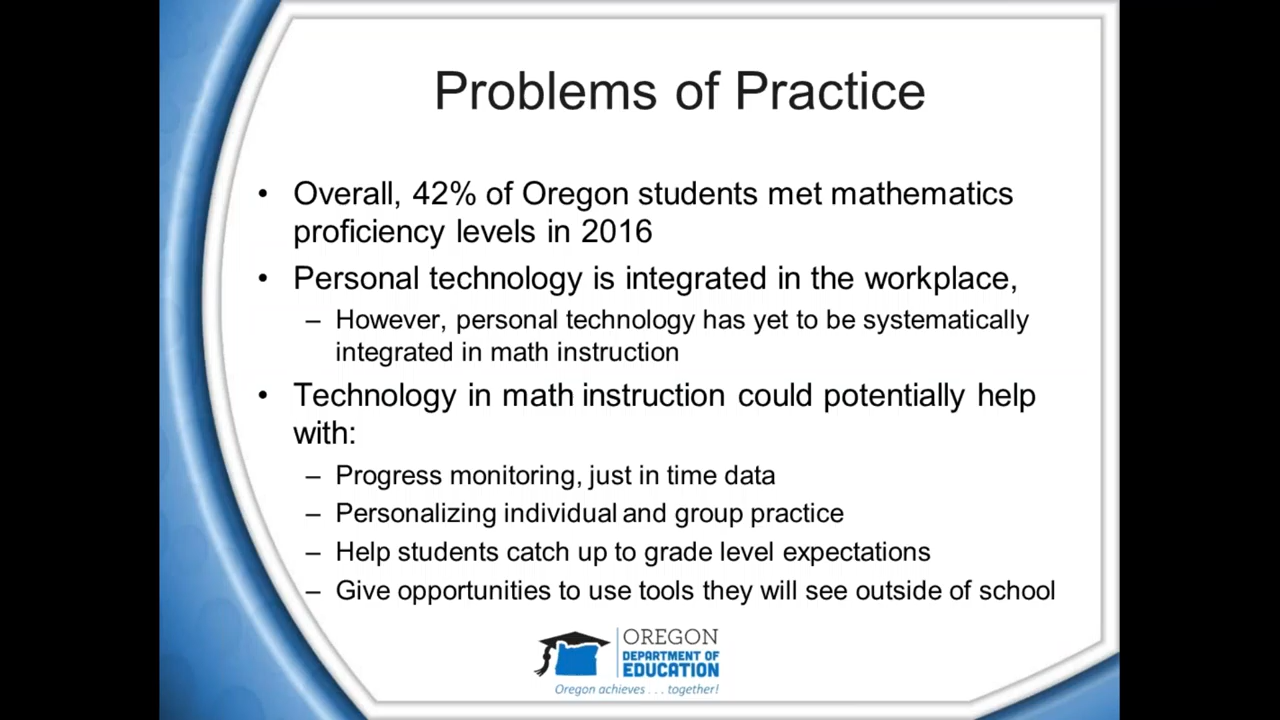 Problems of Practice
• Overall, 42% of Oregon students met mathematics
proficiency levels in 2016
• Personal technology is integrated in the workplace,
– However, personal technology has yet to be systematically
integrated in math instruction
• Technology in math instruction could potentially help
with:
– Progress monitoring, just in time data
– Personalizing individual and group practice
– Help students catch up to grade level expectations
– Give opportunities to use tools they will see outside of school
OREGON
DEPARTMENT OF
EDUCATION
Oregon achieves . . . together!